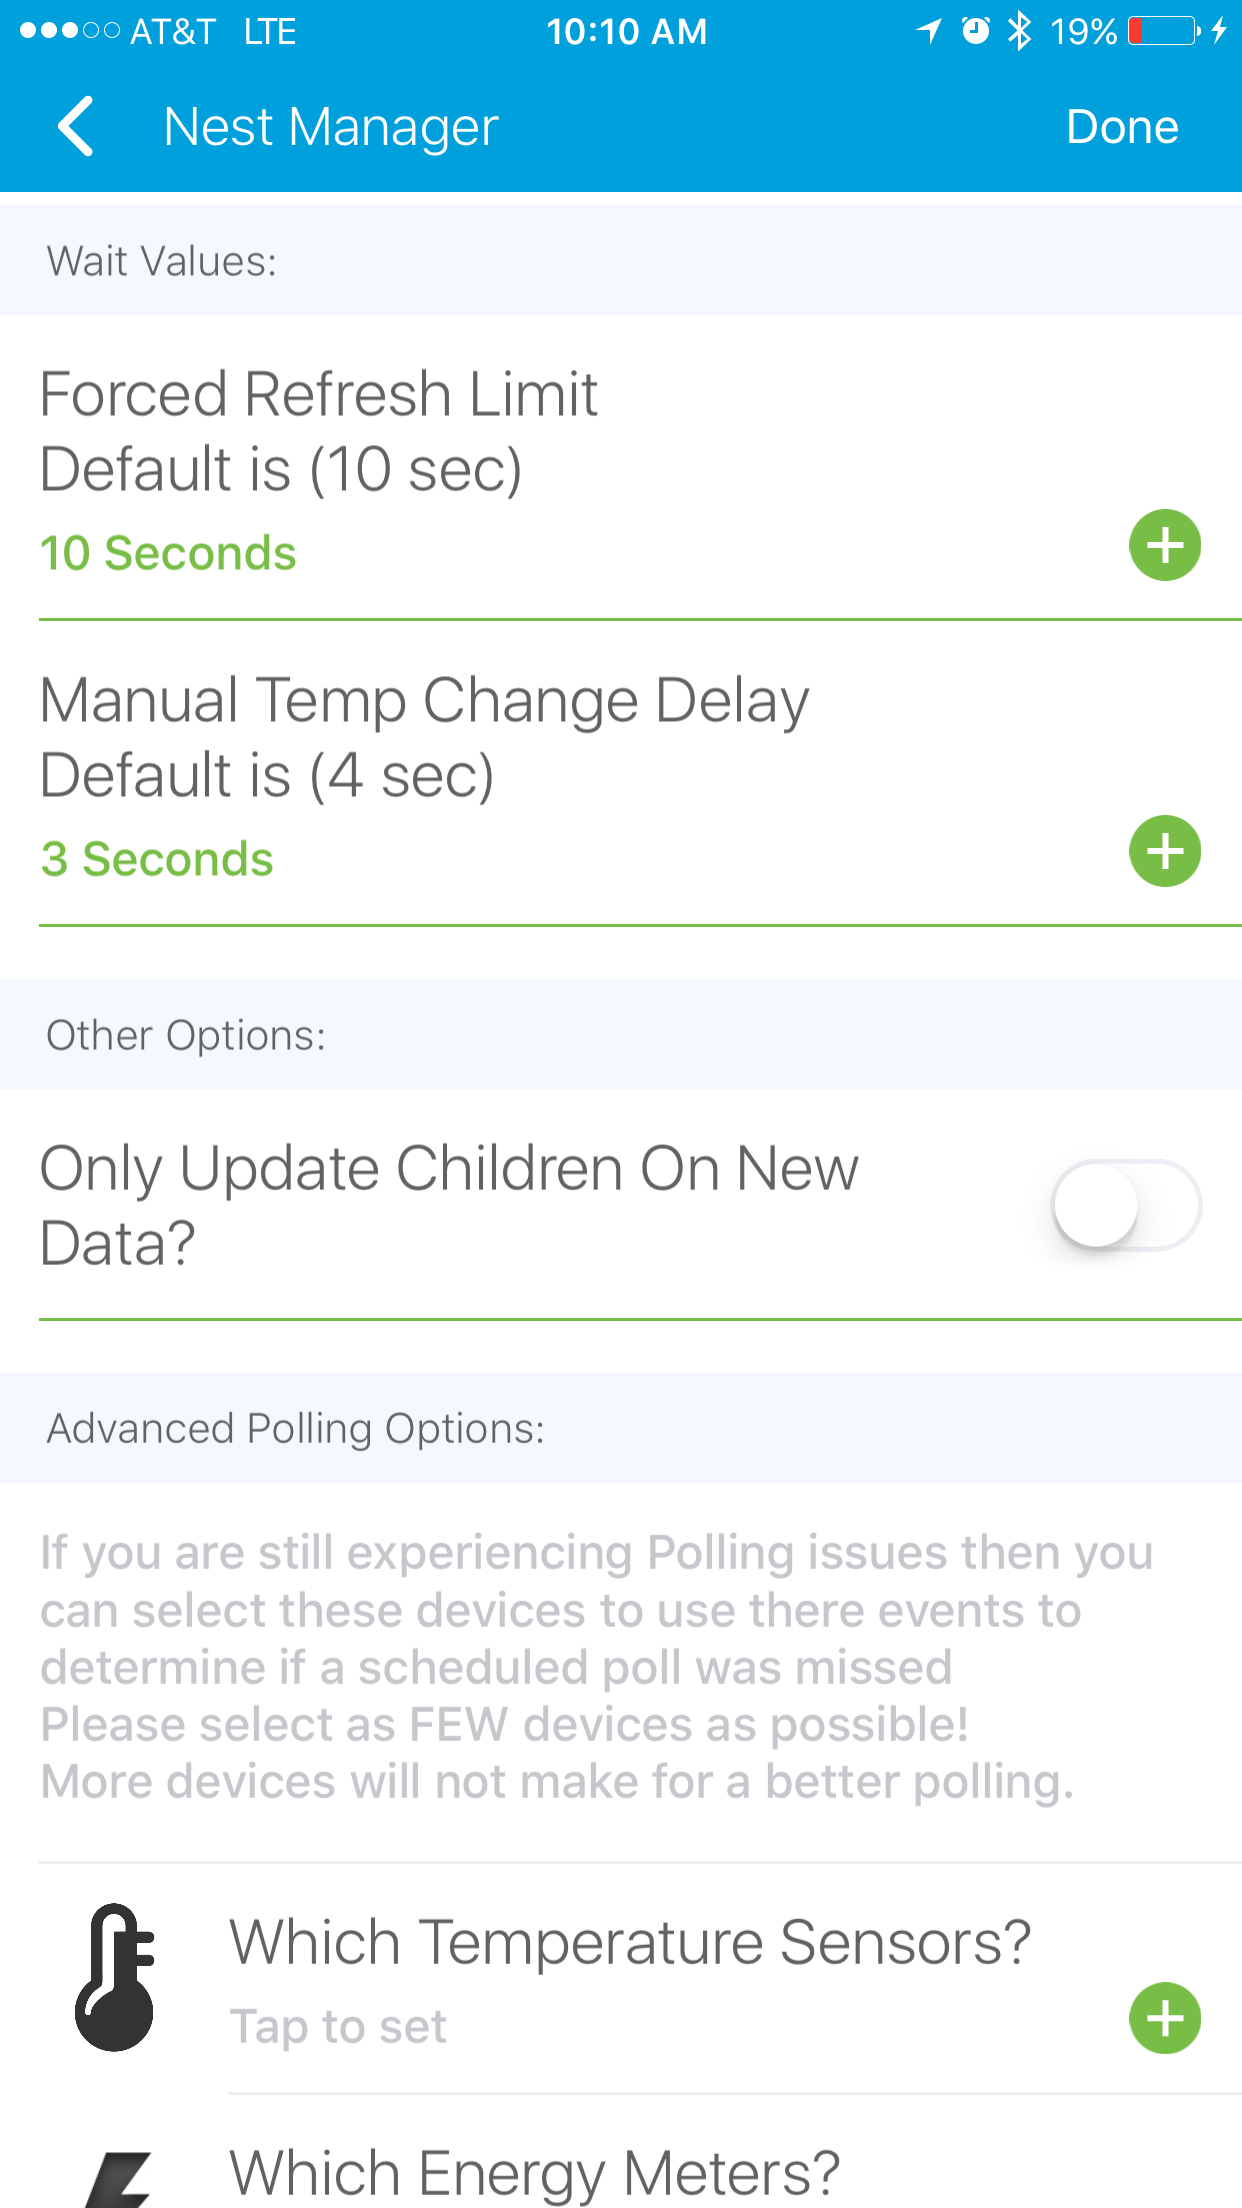 AT&T LTE 10:10 AM 19%
Nest Manager Done
Wait Values:
Forced Refresh Limit
Default is (10 sec)
10 Seconds
Manual Temp Change Delay
Default is (4 sec)
3 Seconds
Other Options:
Only Update Children On New
Data?
Advanced Polling Options:
If you are still experiencing Polling issues then you
can select these devices to use there events to
determine if a scheduled poll was missed
Please select as FEW devices as possible!
More devices will not make for a better polling.
Which Temperature Sensors?
Tap to set
Which Energy Meters?